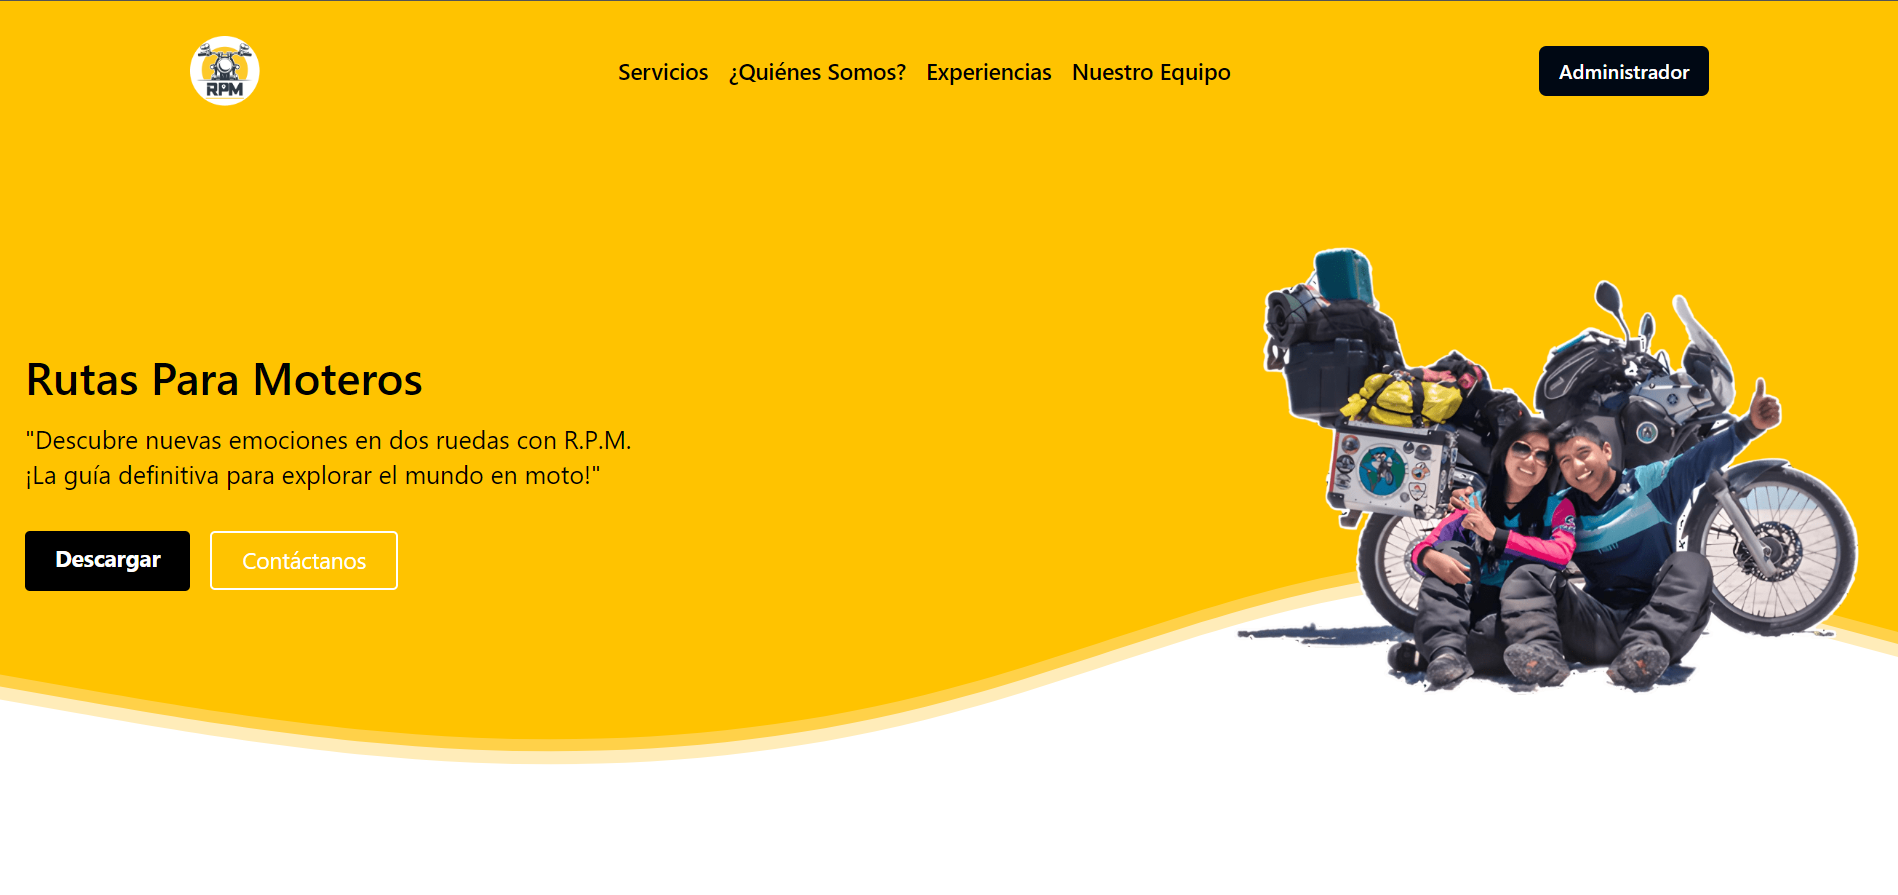 RPM
Servicios
¿Quiénes Somos?
Experiencias
Nuestro Equipo
Administrador
Rutas Para Moteros
"Descubre nuevas emociones en dos ruedas con R.P.M.
¡La guía definitiva para explorar el mundo en moto!"
Descargar
Contáctanos